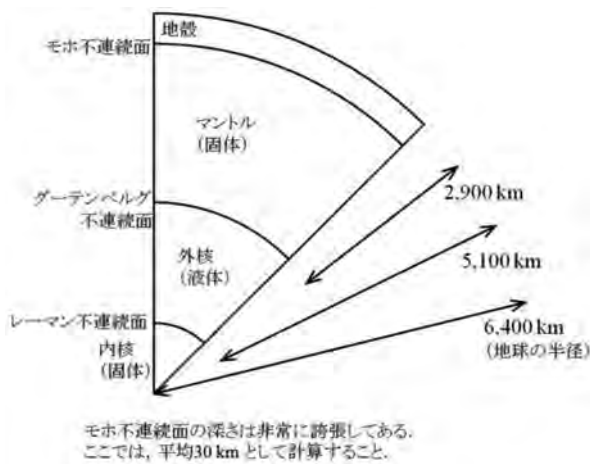 地殻
モホ不連続面
マントル
(固体)
2,900 km
グーテンベルグ
不連続面
外核
(液体)
5,100 km
レーマン不連続面
6,400 km
(地球の半径)
内核
(固体)
モホ不連続面の深さは非常に誇張してある.
ここでは, 平均30 km として計算すること.